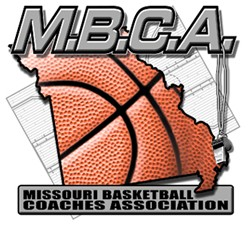 M.B.C.A.
MISSOURI BASKETBALL
COACHES ASSOCIATION